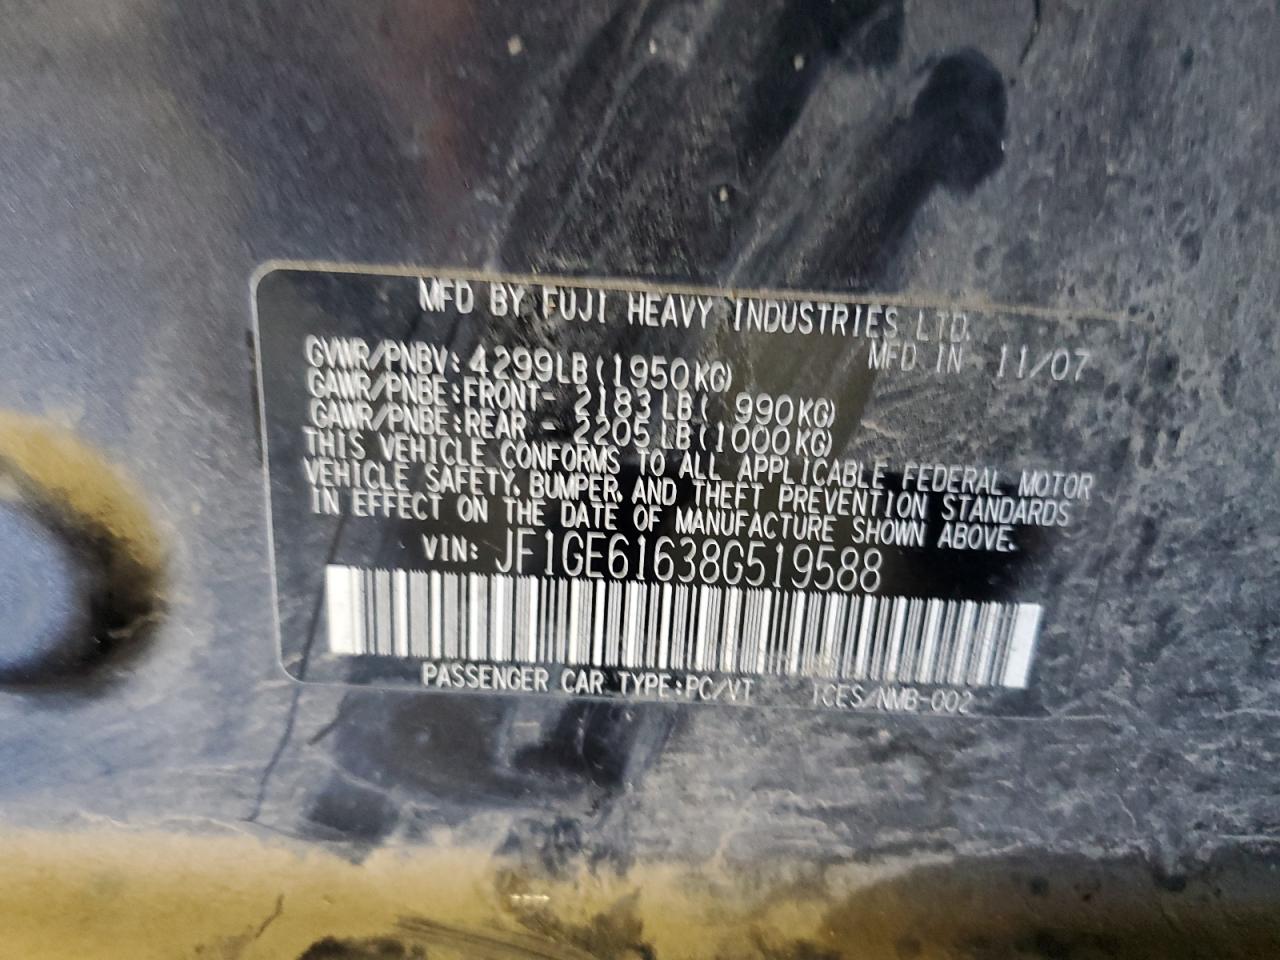 MFD BY FUJI HEAVY INDUSTRIES LTD.
MFD IN 11/07
GVWR/PNBV: 4299LB(1950KG)
GAWR/PNBE:FRONT- 2183LB( 990KG)
GAWR/PNBE:REAR - 2205LB(1000KG)
THIS VEHICLE CONFORMS TO ALL APPLICABLE FEDERAL MOTOR
VEHICLE SAFETY, BUMPER, AND THEFT PREVENTION STANDARDS
IN EFFECT ON THE DATE OF MANUFACTURE SHOWN ABOVE.
VIN: JF1GE61638G519588
PASSENGER CAR TYPE:PC/VT TCES/NMB-002